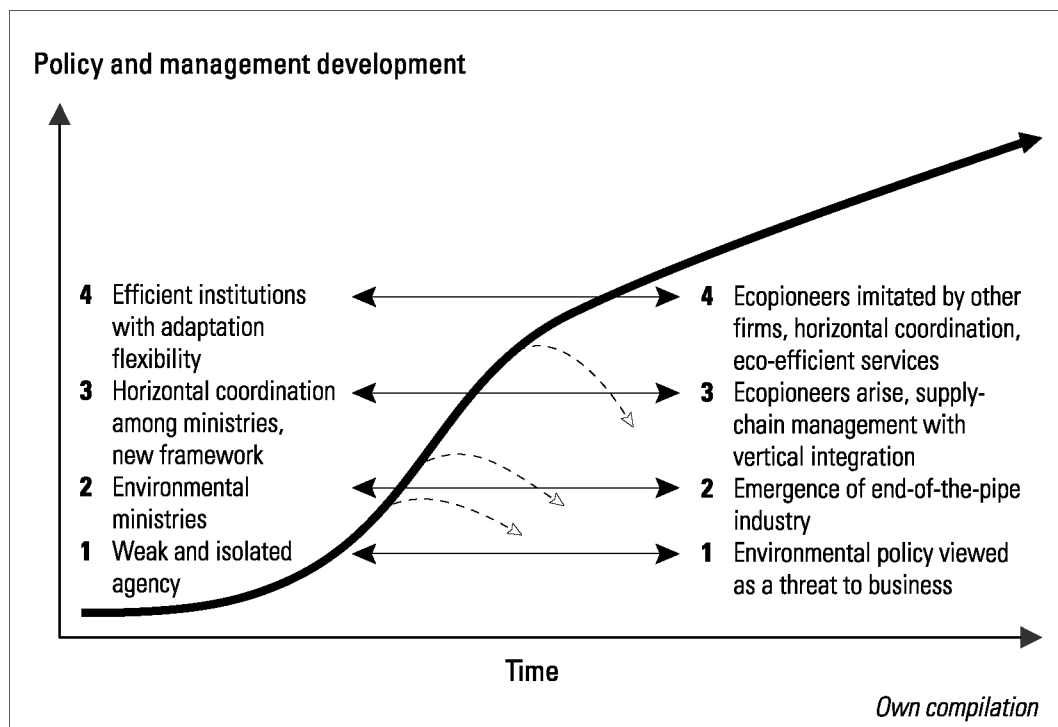 Policy and management development
4 Efficient institutions
with adaptation
flexibility
3 Horizontal coordination
among ministries,
new framework
2 Environmental
ministries
1 Weak and isolated
agency
4 Ecopioneers imitated by other
firms, horizontal coordination,
eco-efficient services
3 Ecopioneers arise, supply-
chain management with
vertical integration
2 Emergence of end-of-the-pipe
industry
1 Environmental policy viewed
as a threat to business
Time
Own compilation